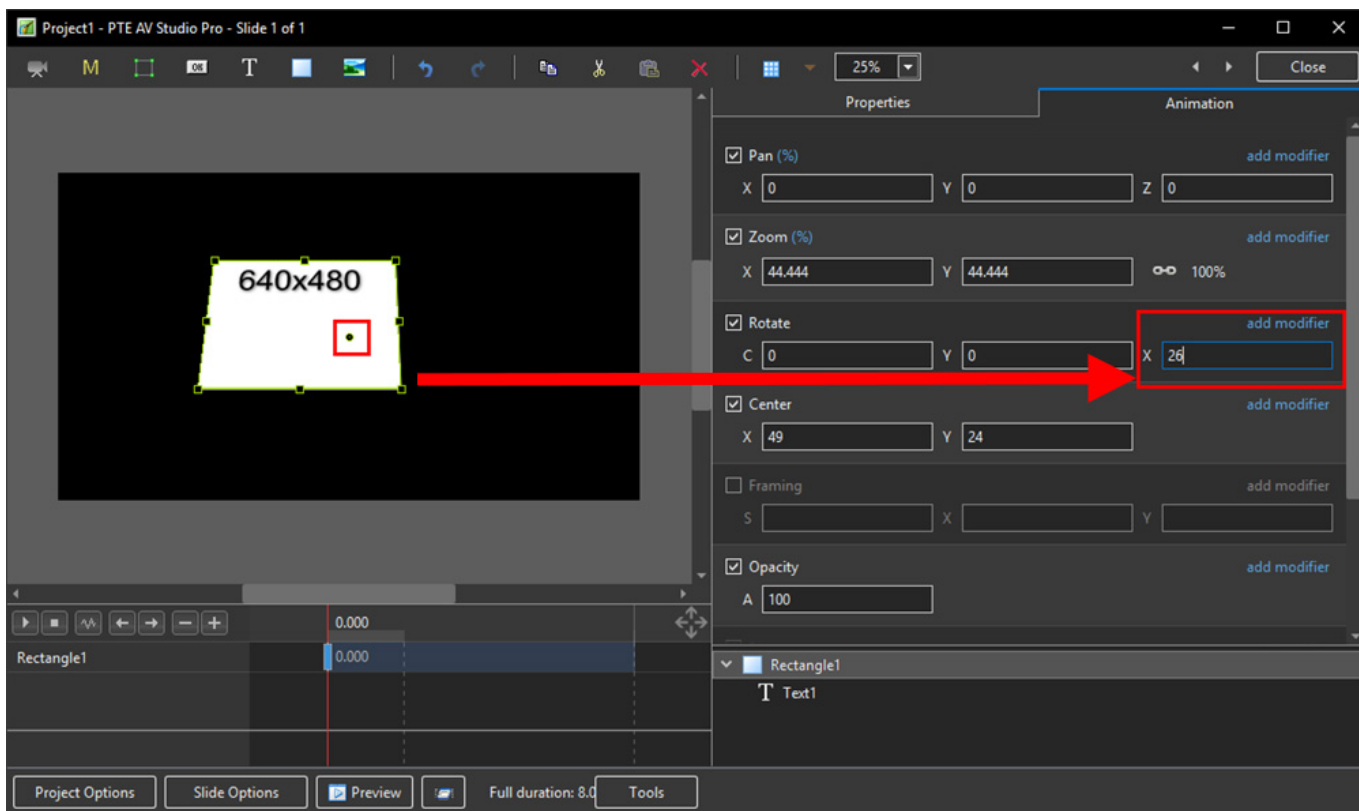 Project1 - PTE AV Studio Pro - Slide 1 of 1
M OK T 25% Close
Properties Animation
Pan (%) add modifier
X 0 Y 0 Z 0
Zoom (%) add modifier
X 44.444 Y 44.444 100%
640x480
Rotate add modifier
C 0 Y 0 X 26
Center add modifier
X 49 Y 24
Framing add modifier
S X Y
Opacity add modifier
A 100
0.000
Rectangle1 0.000
Rectangle1
T Text1
Project Options Slide Options Preview Full duration: 8.0 Tools